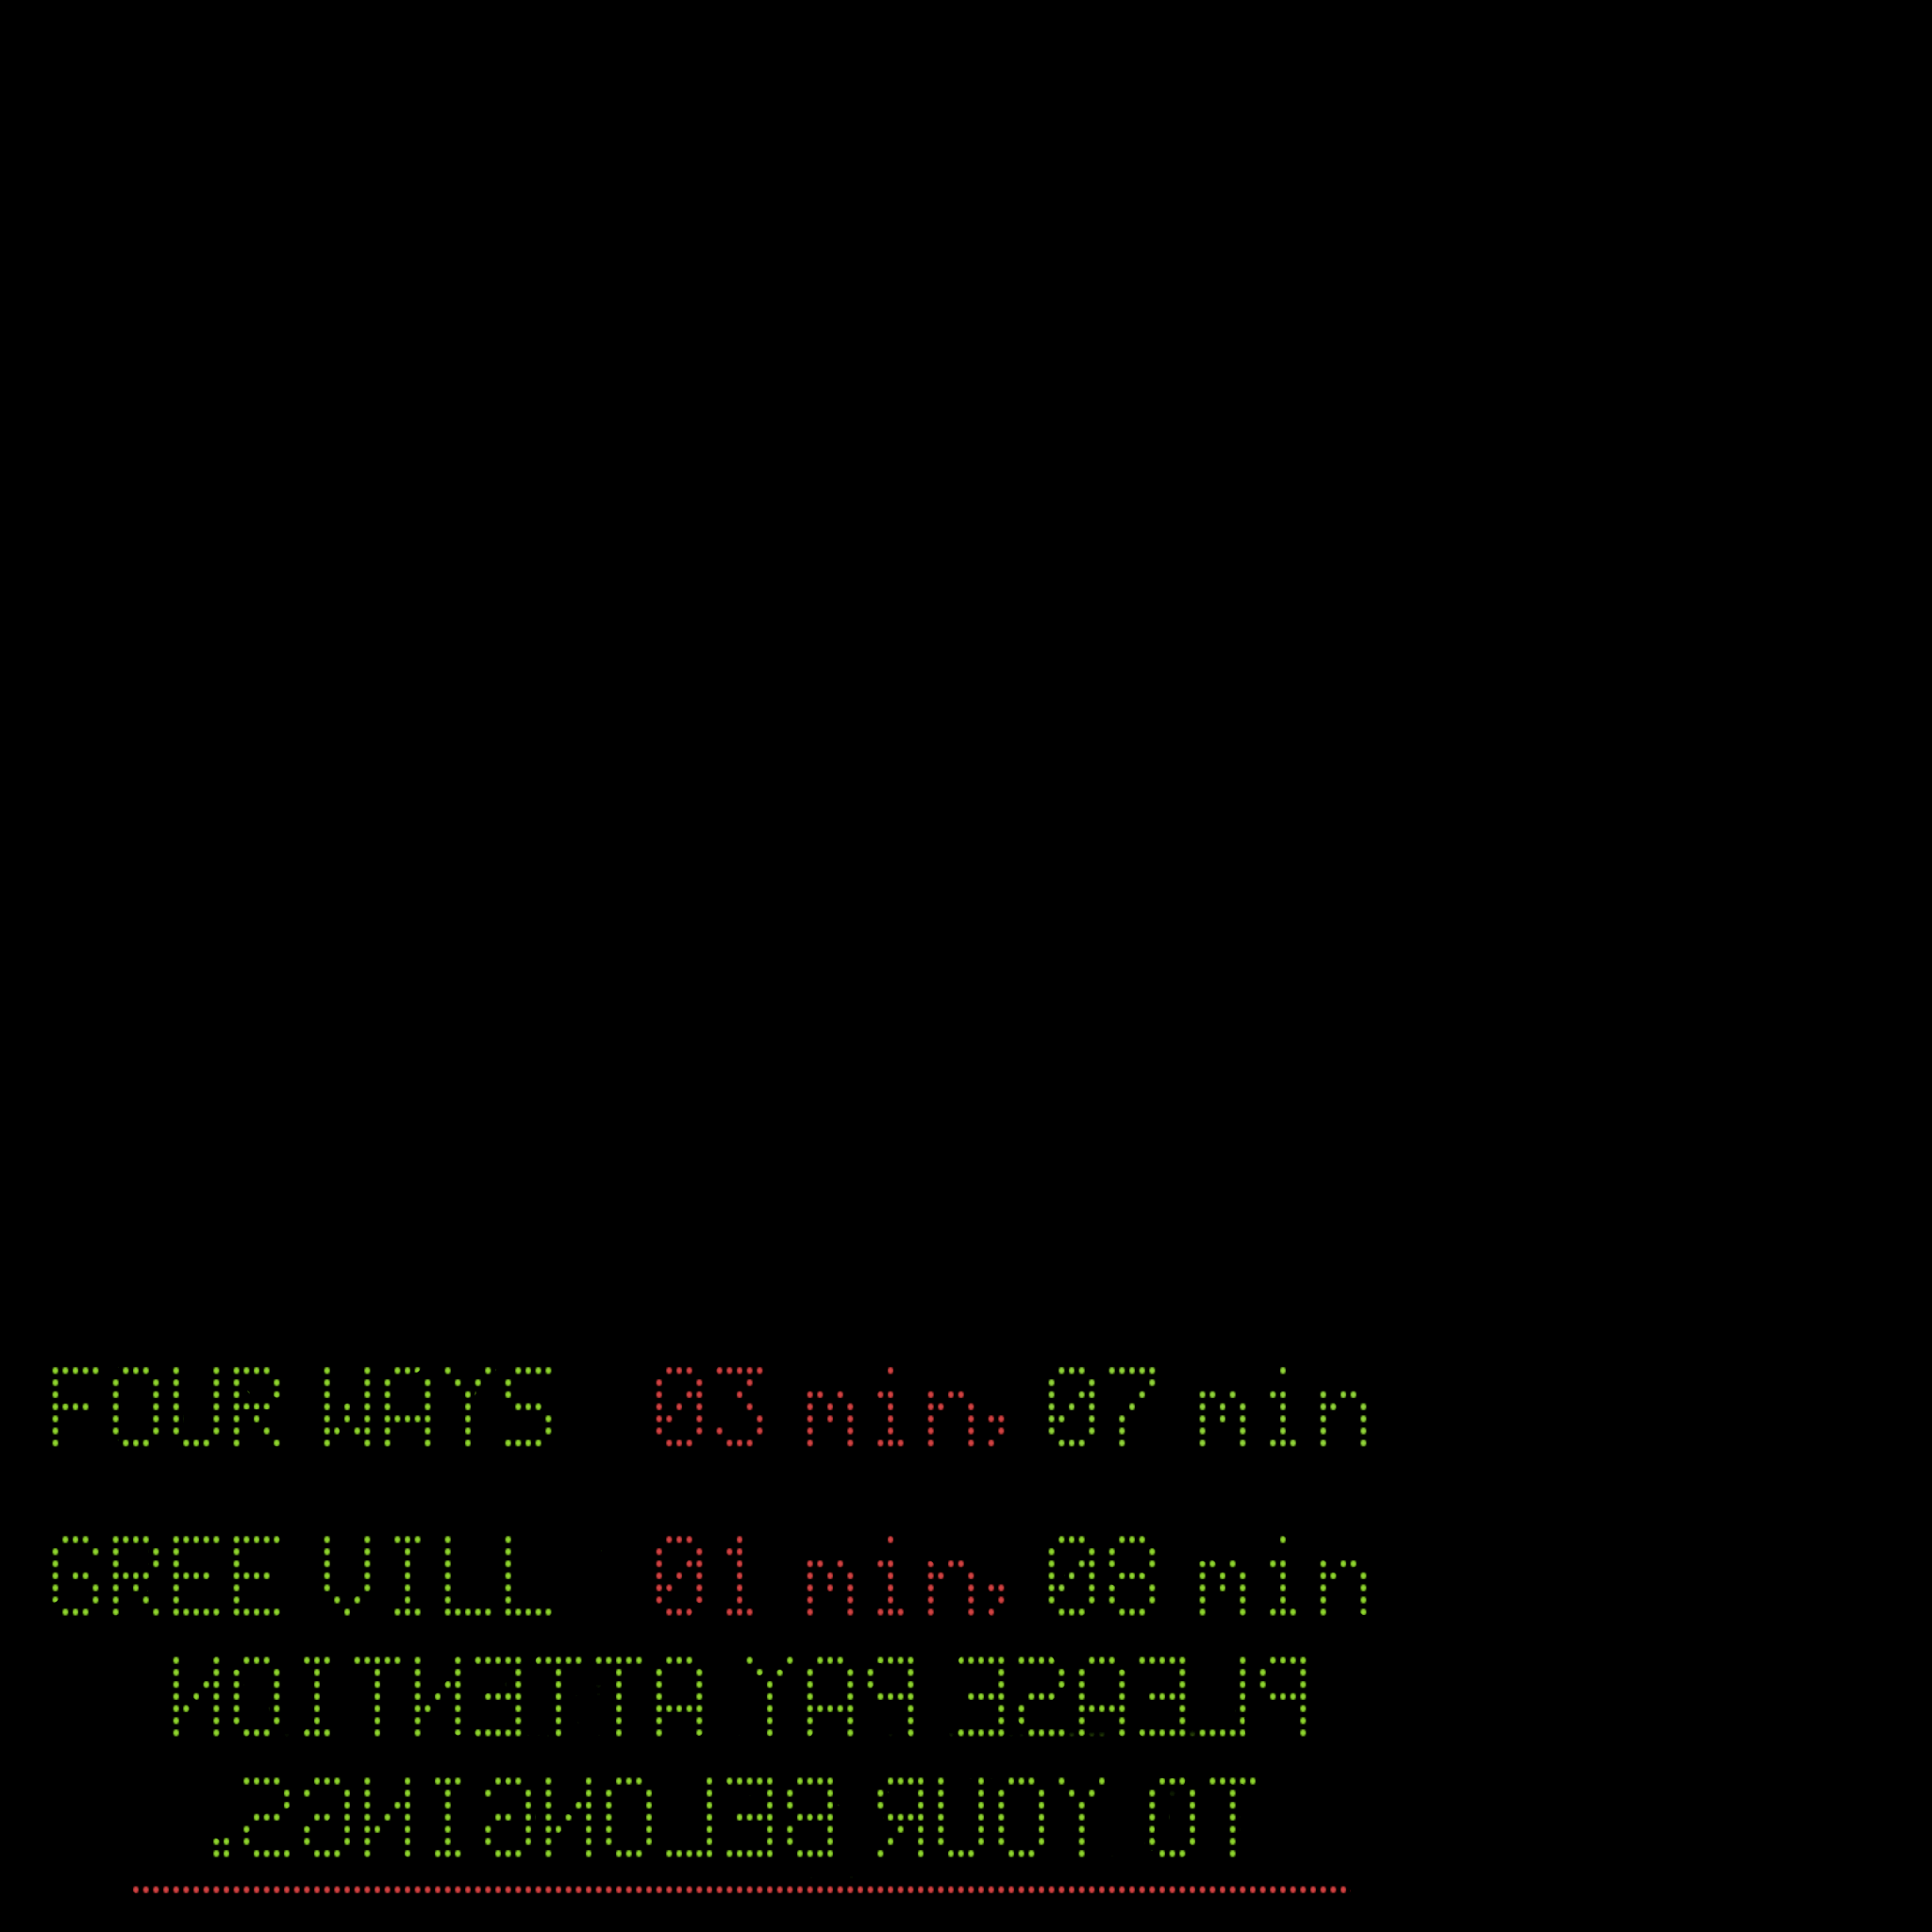 FOUR WAYS 03 min, 07 min
GREE VILL 01 min, 08 min
PLEASE PAY ATTENTION
TO YOUR BELONGINGS.